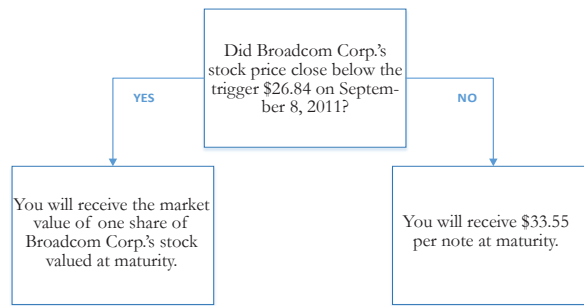 Did Broadcom Corp.'s
stock price close below the
trigger $26.84 on Septem-
ber 8, 2011?
YES
NO
You will receive the market
value of one share of
Broadcom Corp.'s stock
valued at maturity.
You will receive $33.55
per note at maturity.